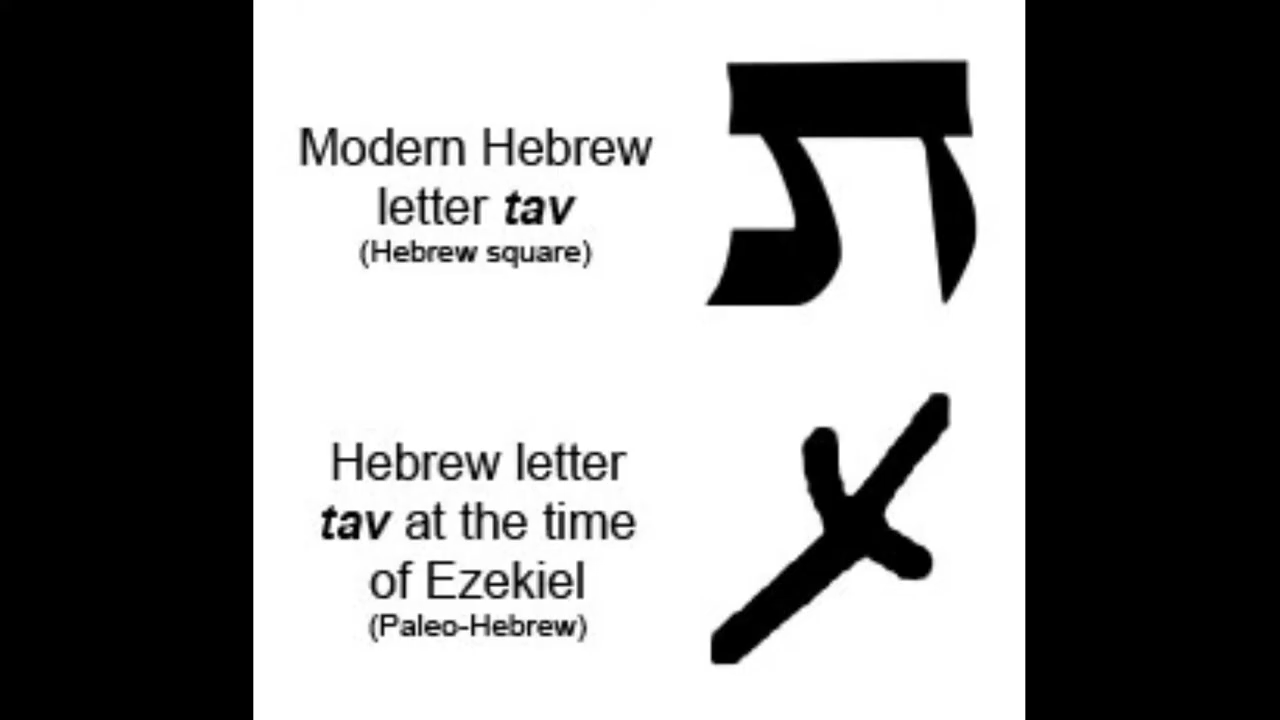 Modern Hebrew
letter tav
(Hebrew square)
ת
Hebrew letter
tav at the time
of Ezekiel
(Paleo-Hebrew)
𐤕